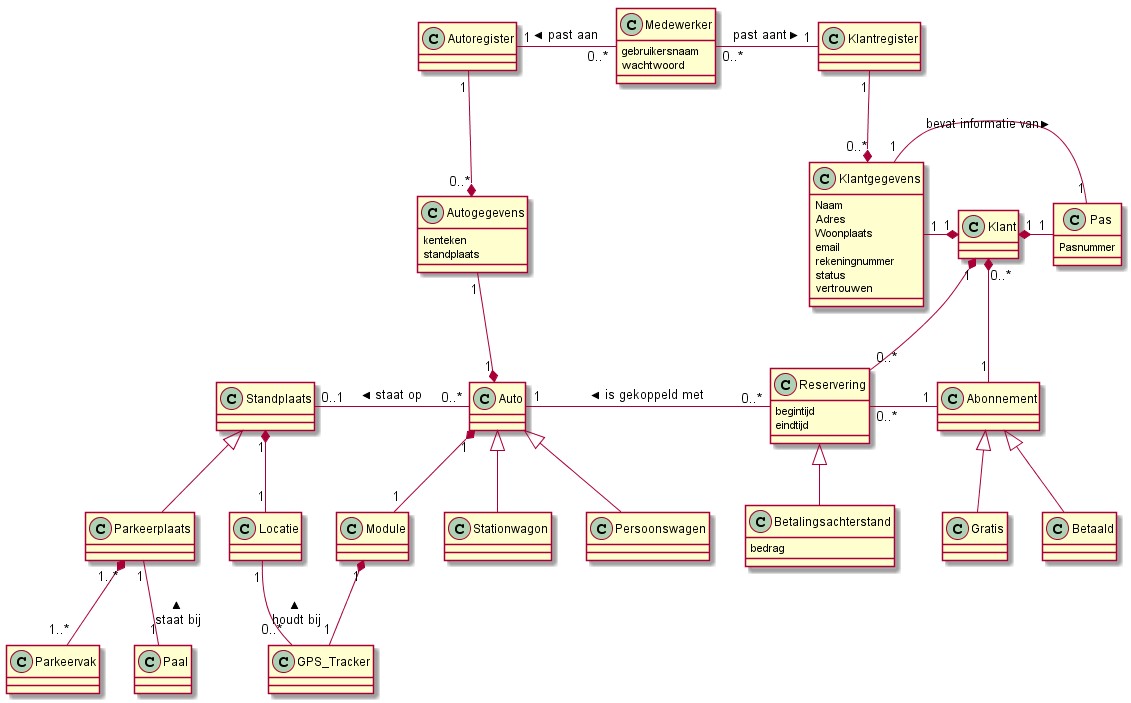 C Autoregister
1
◄ past aan
0..*
C Medewerker
gebruikersnaam
wachtwoord
past aant ►
0..*
1
C Klantregister
1
1
0..*
0..*
bevat informatie van ►
1
1
C Autogegevens
kenteken
standplaats
C Klantgegevens
Naam
Adres
Woonplaats
email
rekeningnummer
status
vertrouwen
1 1
C Klant
1 1
C Pas
Pasnummer
1
1
1
0..*
0..*
1
C Standplaats
0..1
◄ staat op
0..*
C Auto
1
◄ is gekoppeld met
0..*
C Reservering
begintijd
eindtijd
1
0..*
C Abonnement
1
1
1
1
C Parkeerplaats
C Locatie
C Module
C Stationwagon
C Persoonswagen
C Betalingsachterstand
bedrag
C Gratis
C Betaald
1..*
1
1
1
▲
staat bij
▲
houdt bij
1..*
1
0..*
1
C Parkeervak
C Paal
C GPS_Tracker